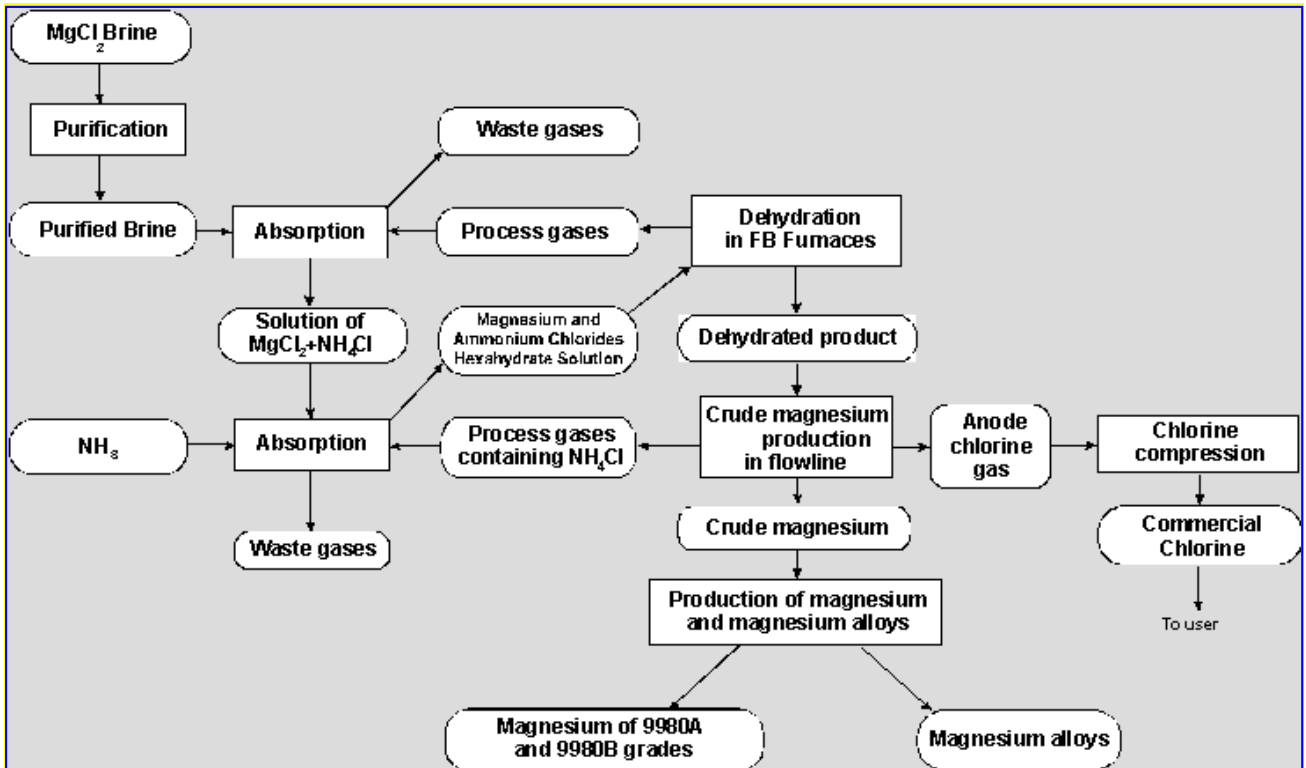 MgCl₂ Brine
Purification
Waste gases
Purified Brine
Absorption
Process gases
Dehydration
in FB Furnaces
Solution of
MgCl₂+NH₄Cl
Magnesium and
Ammonium Chlorides
Hexahydrate Solution
Dehydrated product
NH₃
Absorption
Process gases
containing NH₄Cl
Crude magnesium
production
in flowline
Anode
chlorine
gas
Chlorine
compression
Waste gases
Crude magnesium
Commercial
Chlorine
Production of magnesium
and magnesium alloys
To user
Magnesium of 9980A
and 9980B grades
Magnesium alloys